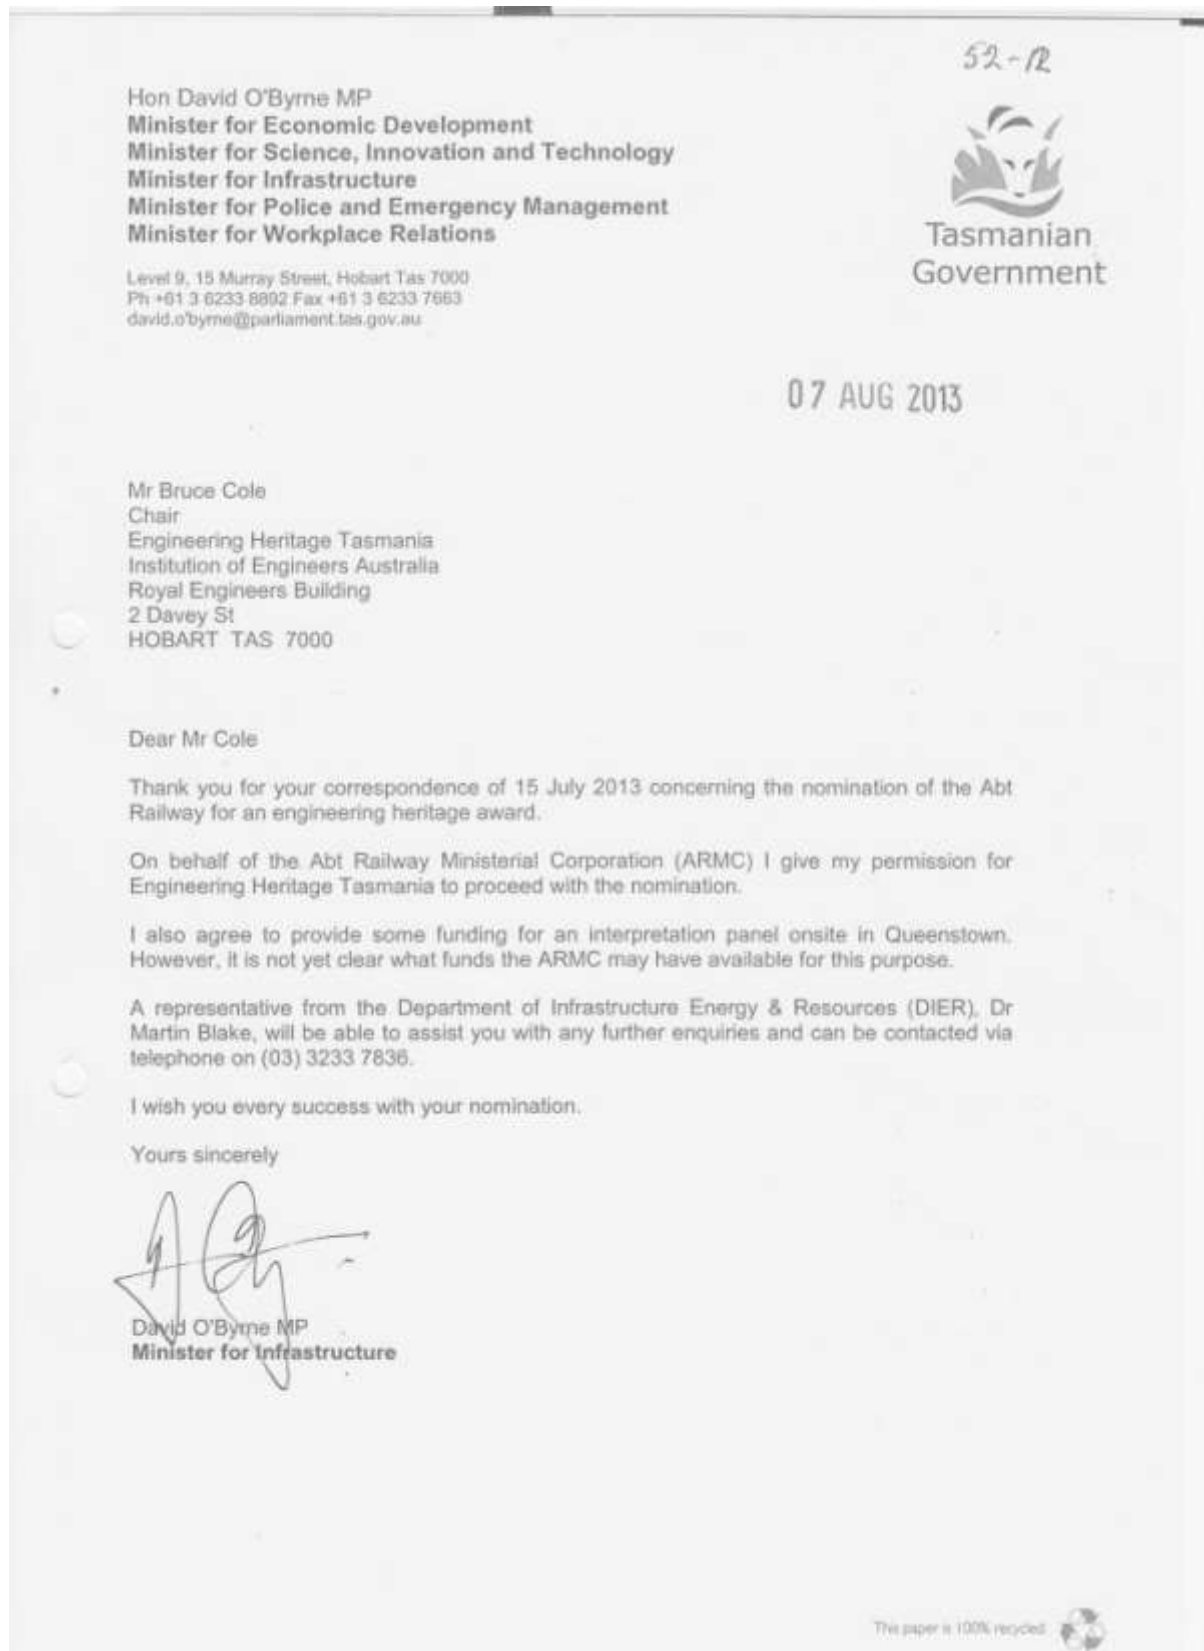 52-12
Hon David O'Byrne MP
Minister for Economic Development
Minister for Science, Innovation and Technology
Minister for Infrastructure
Minister for Police and Emergency Management
Minister for Workplace Relations
Level 9, 15 Murray Street, Hobart Tas 7000
Ph +61 3 6233 8892 Fax +61 3 6233 7663
david.o'byrne@parliament.tas.gov.au
Tasmanian
Government
07 AUG 2013
Mr Bruce Cole
Chair
Engineering Heritage Tasmania
Institution of Engineers Australia
Royal Engineers Building
2 Davey St
HOBART TAS 7000
Dear Mr Cole
Thank you for your correspondence of 15 July 2013 concerning the nomination of the Abt
Railway for an engineering heritage award.
On behalf of the Abt Railway Ministerial Corporation (ARMC) I give my permission for
Engineering Heritage Tasmania to proceed with the nomination.
I also agree to provide some funding for an interpretation panel onsite in Queenstown.
However, it is not yet clear what funds the ARMC may have available for this purpose.
A representative from the Department of Infrastructure Energy & Resources (DIER), Dr
Martin Blake, will be able to assist you with any further enquiries and can be contacted via
telephone on (03) 3233 7836.
I wish you every success with your nomination.
Yours sincerely
David O'Byrne MP
Minister for Infrastructure
This paper is 100% recycled